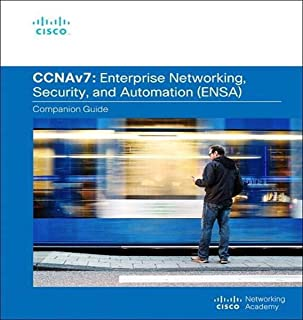 CISCO
CCNAv7: Enterprise Networking,
Security, and Automation (ENSA)
Companion Guide
CISCO
Networking
Academy